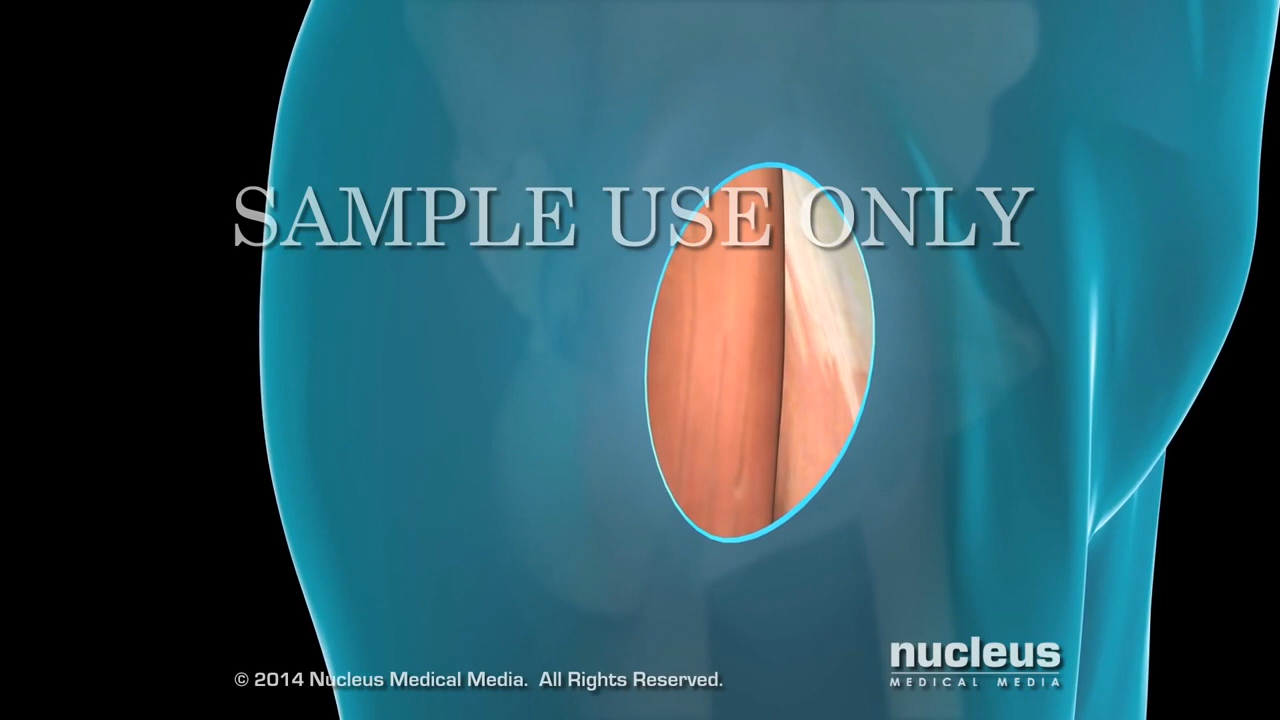 SAMPLE USE ONLY
nucleus
MEDICAL MEDIA
© 2014 Nucleus Medical Media. All Rights Reserved.